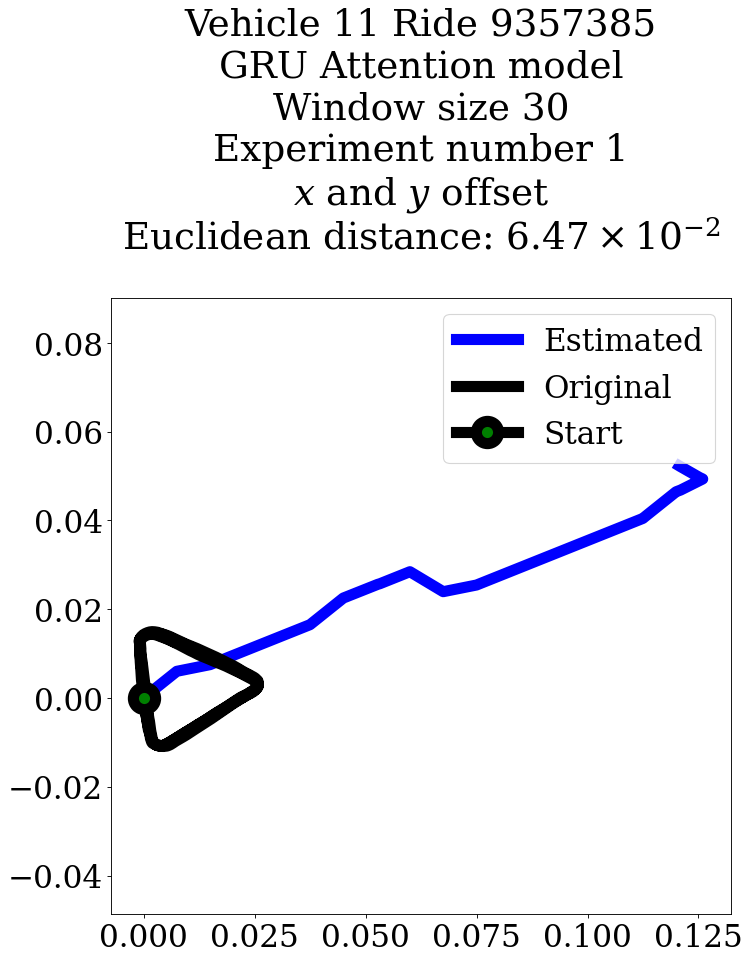 Vehicle 11 Ride 9357385
GRU Attention model
Window size 30
Experiment number 1
x and y offset
Euclidean distance: 6.47 × 10⁻²
Estimated
Original
Start
0.08
0.06
0.04
0.02
0.00
−0.02
−0.04
0.000 0.025 0.050 0.075 0.100 0.125